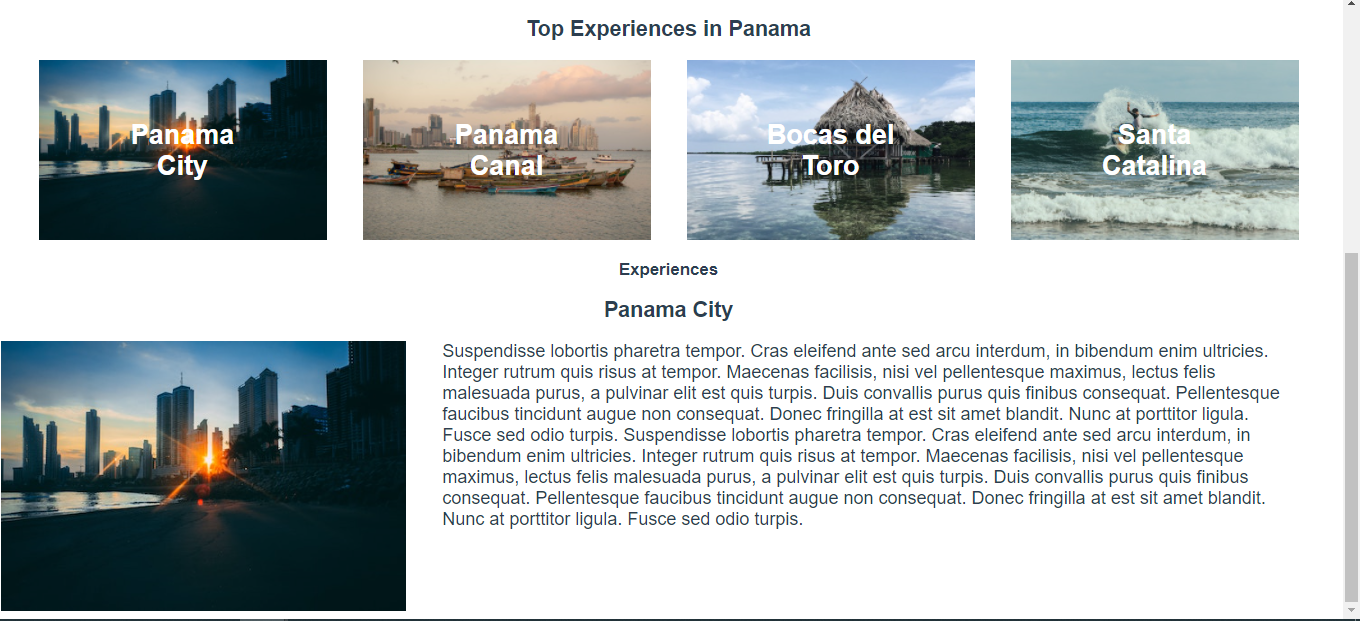 Top Experiences in Panama
Panama
City
Panama
Canal
Bocas del
Toro
Santa
Catalina
Experiences
Panama City
Suspendisse lobortis pharetra tempor. Cras eleifend ante sed arcu interdum, in bibendum enim ultricies.
Integer rutrum quis risus at tempor. Maecenas facilisis, nisi vel pellentesque maximus, lectus felis
malesuada purus, a pulvinar elit est quis turpis. Duis convallis purus quis finibus consequat. Pellentesque
faucibus tincidunt augue non consequat. Donec fringilla at est sit amet blandit. Nunc at porttitor ligula.
Fusce sed odio turpis. Suspendisse lobortis pharetra tempor. Cras eleifend ante sed arcu interdum, in
bibendum enim ultricies. Integer rutrum quis risus at tempor. Maecenas facilisis, nisi vel pellentesque
maximus, lectus felis malesuada purus, a pulvinar elit est quis turpis. Duis convallis purus quis finibus
consequat. Pellentesque faucibus tincidunt augue non consequat. Donec fringilla at est sit amet blandit.
Nunc at porttitor ligula. Fusce sed odio turpis.